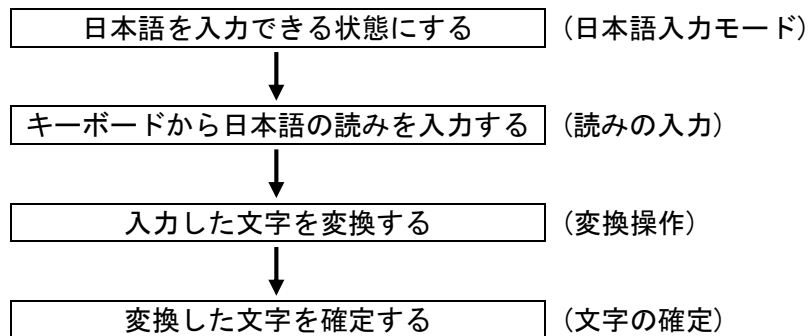 日本語を入力できる状態にする （日本語入力モード）
キーボードから日本語の読みを入力する （読みの入力）
入力した文字を変換する （変換操作）
変換した文字を確定する （文字の確定）